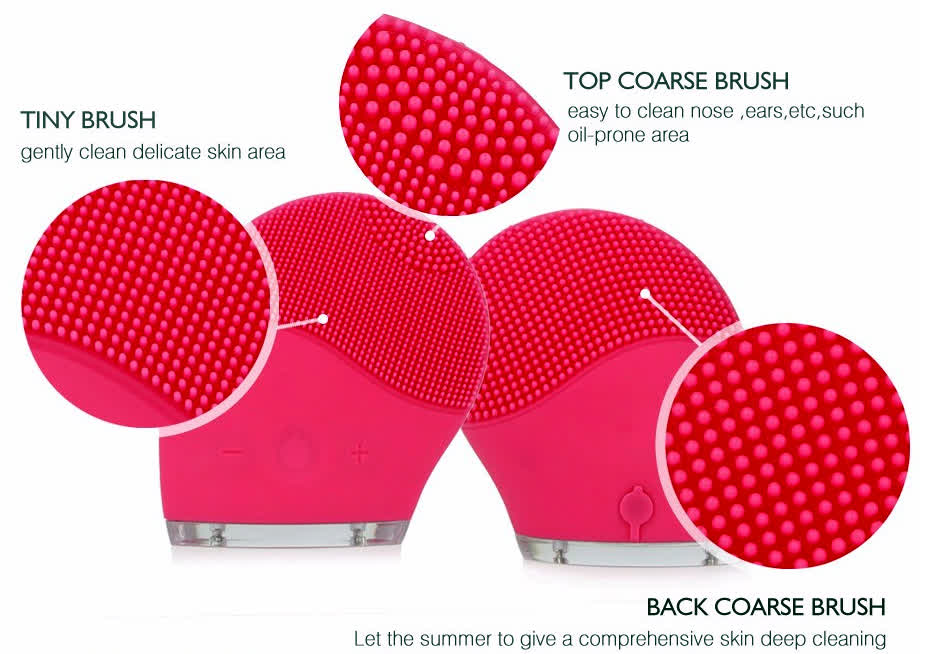 TOP COARSE BRUSH
easy to clean nose ,ears,etc,such
oil-prone area
TINY BRUSH
gently clean delicate skin area
BACK COARSE BRUSH
Let the summer to give a comprehensive skin deep cleaning